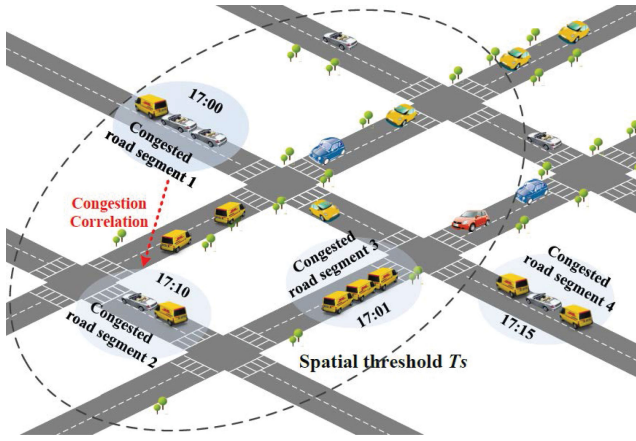 17:00
Congested
road segment 1
Congestion
Correlation
17:10
Congested
road segment 2
Congested
road segment 3
17:01
Congested
road segment 4
17:15
Spatial threshold Ts